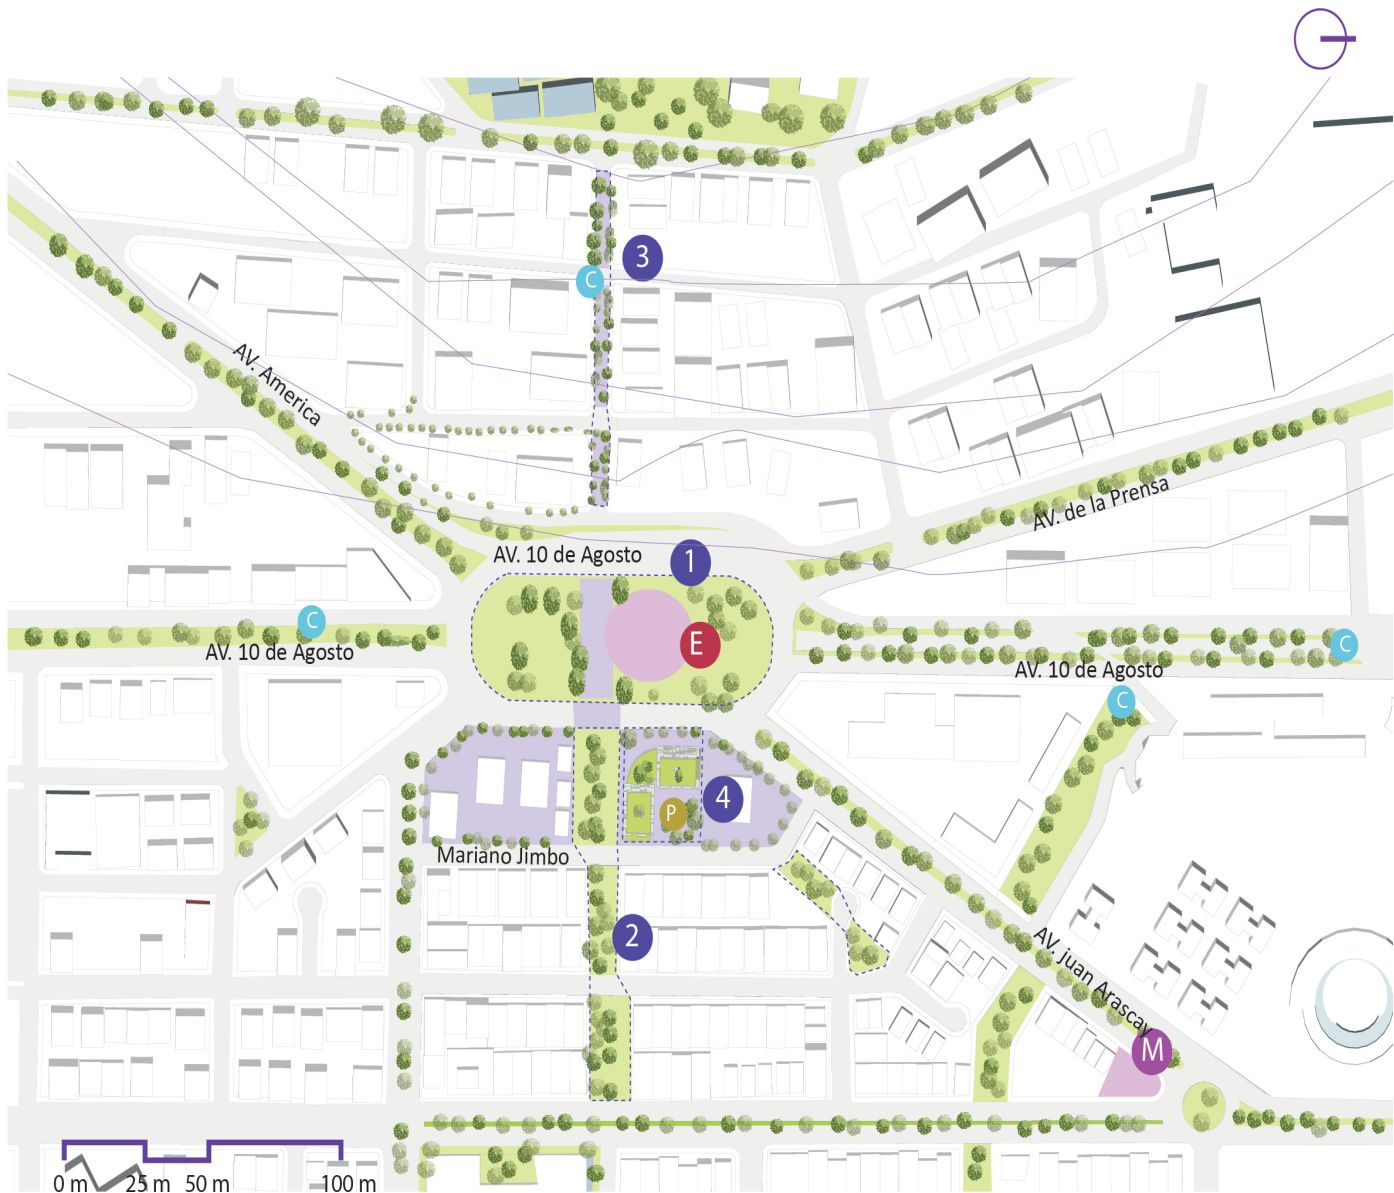 3
C
AV. America
AV. de la Prensa
AV. 10 de Agosto
1
C
E
C
AV. 10 de Agosto
AV. 10 de Agosto
C
4
P
Mariano Jimbo
2
AV. juan Arascay
M
0 m
25 m
50 m
100 m